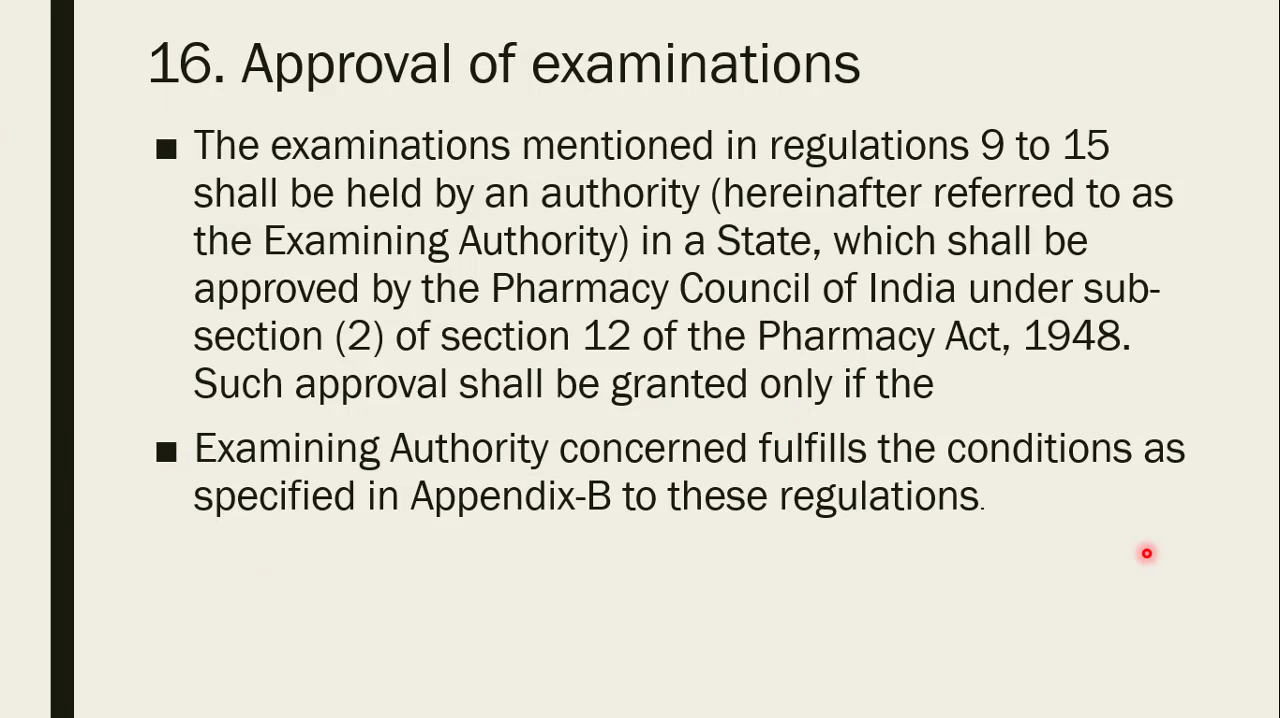 16. Approval of examinations
■ The examinations mentioned in regulations 9 to 15
shall be held by an authority (hereinafter referred to as
the Examining Authority) in a State, which shall be
approved by the Pharmacy Council of India under sub-
section (2) of section 12 of the Pharmacy Act, 1948.
Such approval shall be granted only if the
■ Examining Authority concerned fulfills the conditions as
specified in Appendix-B to these regulations.